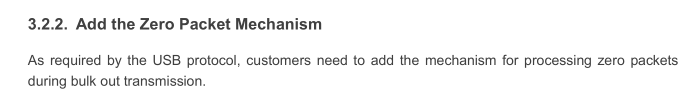 3.2.2. Add the Zero Packet Mechanism
As required by the USB protocol, customers need to add the mechanism for processing zero packets
during bulk out transmission.